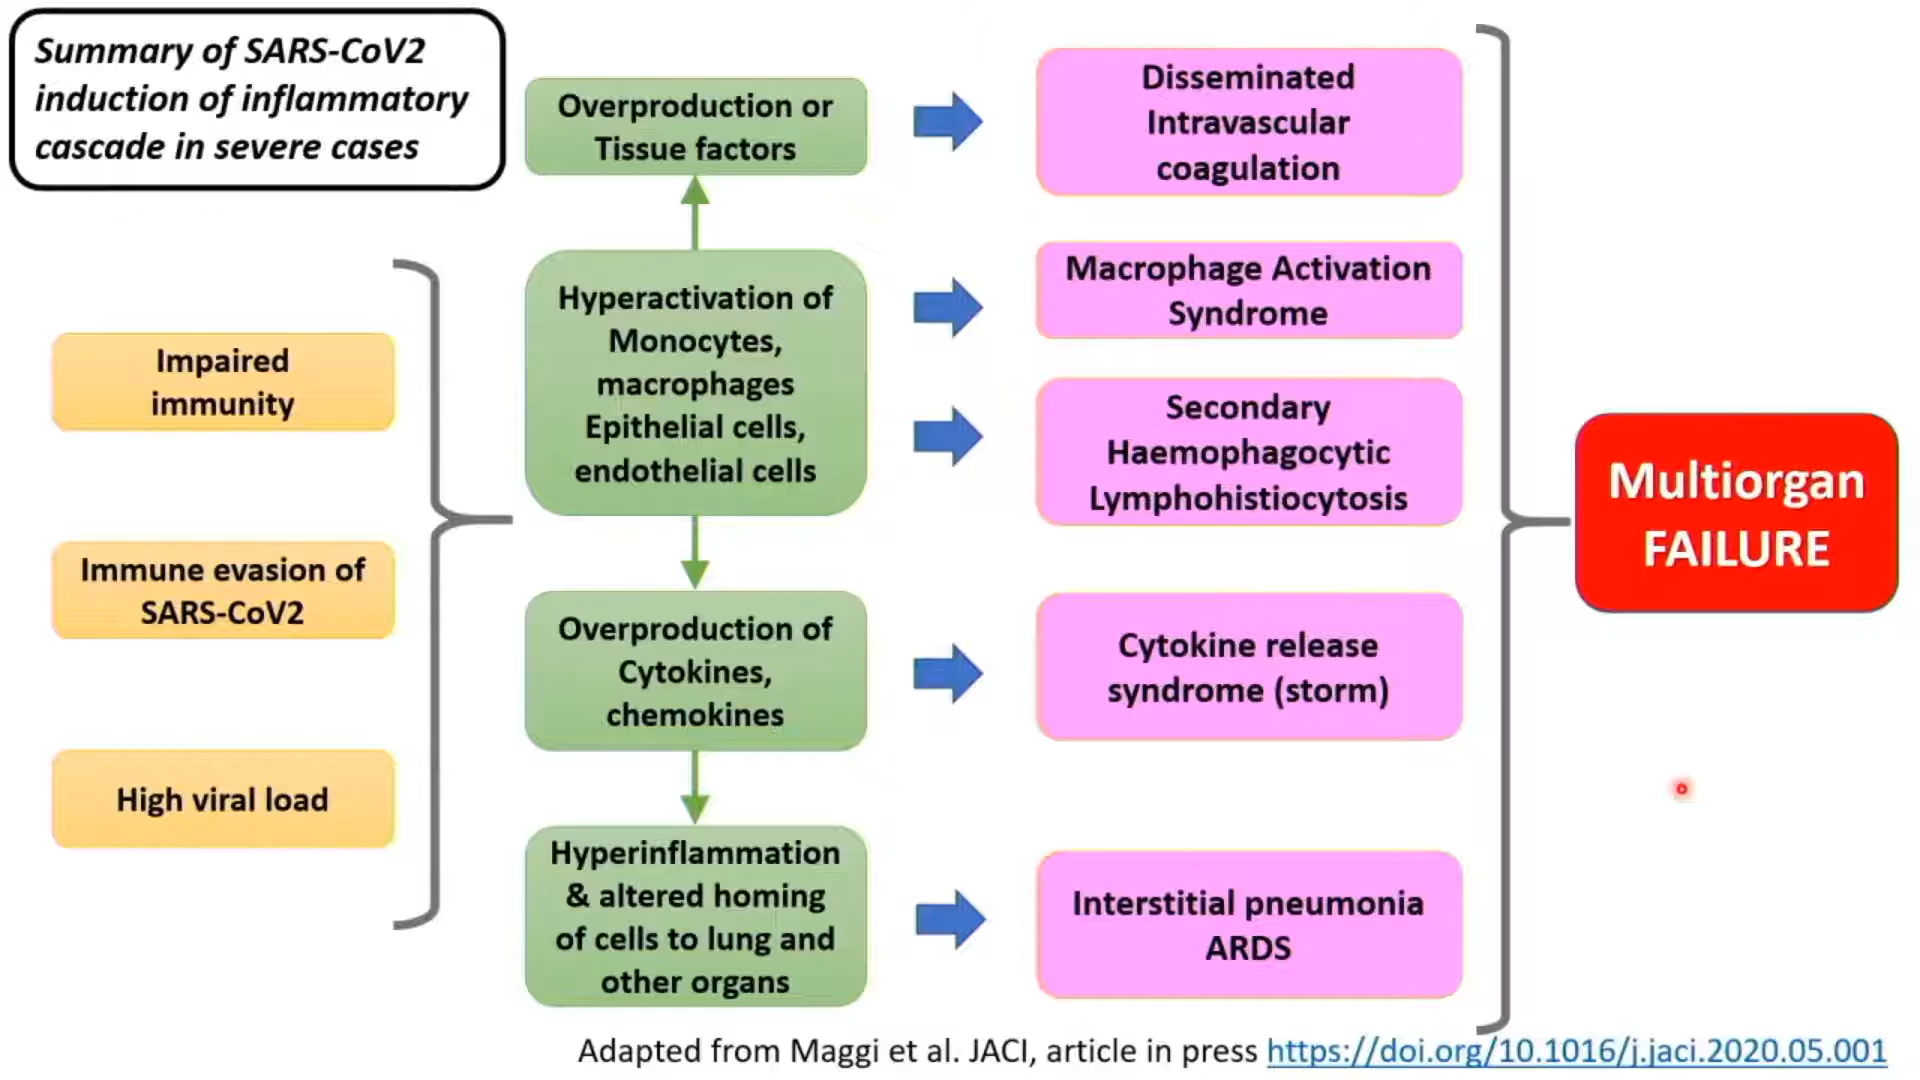 Summary of SARS-CoV2
induction of inflammatory
cascade in severe cases
Impaired
immunity
Immune evasion of
SARS-CoV2
High viral load
Overproduction or
Tissue factors
Hyperactivation of
Monocytes,
macrophages
Epithelial cells,
endothelial cells
Overproduction of
Cytokines,
chemokines
Hyperinflammation
& altered homing
of cells to lung and
other organs
Disseminated
Intravascular
coagulation
Macrophage Activation
Syndrome
Secondary
Haemophagocytic
Lymphohistiocytosis
Cytokine release
syndrome (storm)
Interstitial pneumonia
ARDS
Multiorgan
FAILURE
Adapted from Maggi et al. JACI, article in press https://doi.org/10.1016/j.jaci.2020.05.001